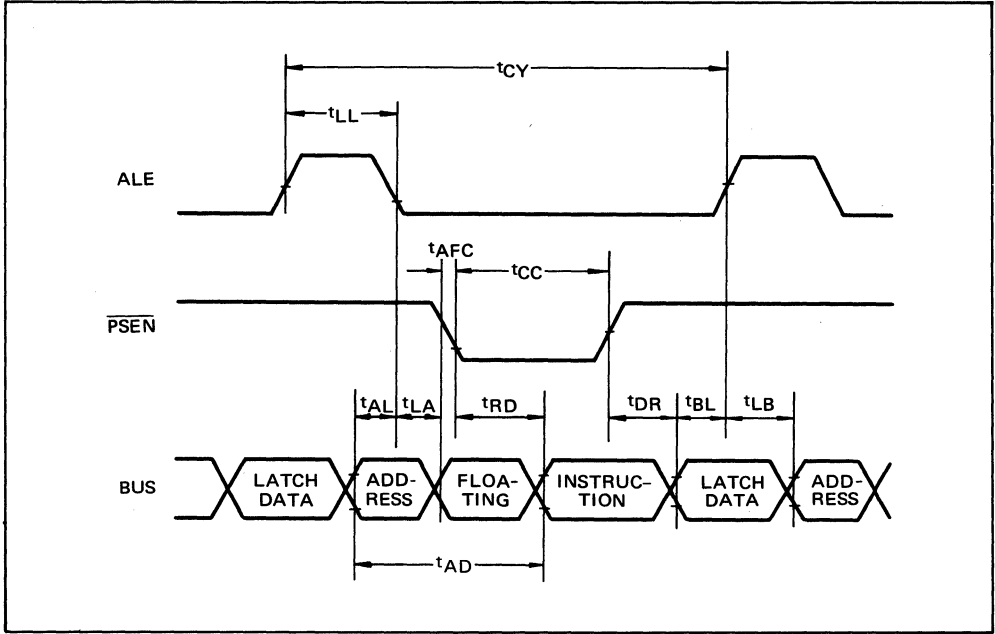 tCY
tLL
ALE
tAFC
tCC
PSEN
tAL tLA tRD tDR tBL tLB
BUS
LATCH DATA
ADD-
RESS
FLOA-
TING
INSTRUC-
TION
LATCH
DATA
ADD-
RESS
tAD